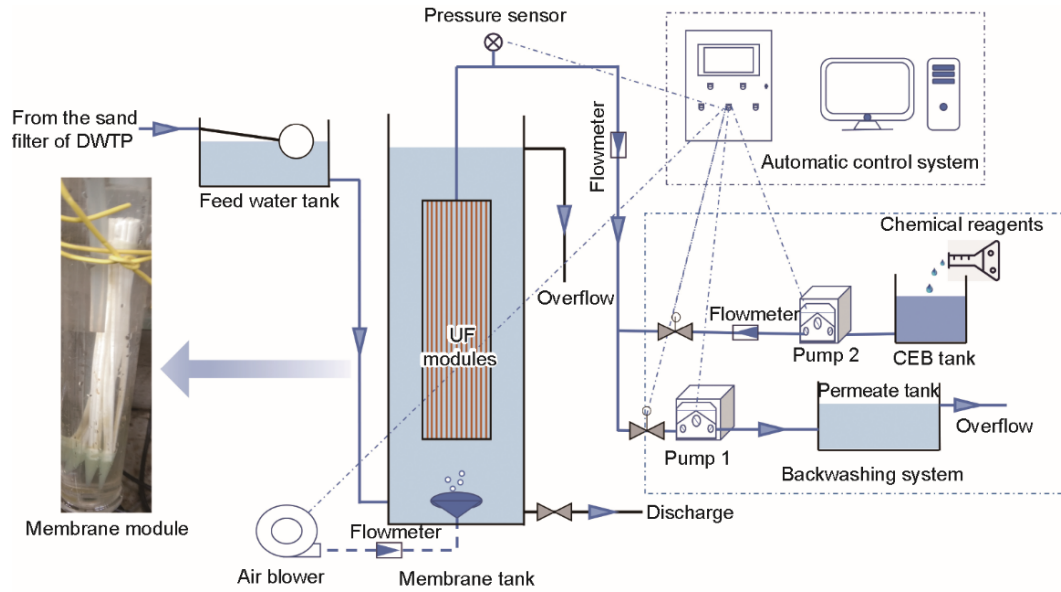 Pressure sensor
From the sand
filter of DWTP
Feed water tank
Flowmeter
Automatic control system
Chemical reagents
Overflow
Flowmeter
UF
modules
Pump 2
CEB tank
Permeate tank
Overflow
Pump 1
Backwashing system
Discharge
Membrane module
Flowmeter
Air blower
Membrane tank